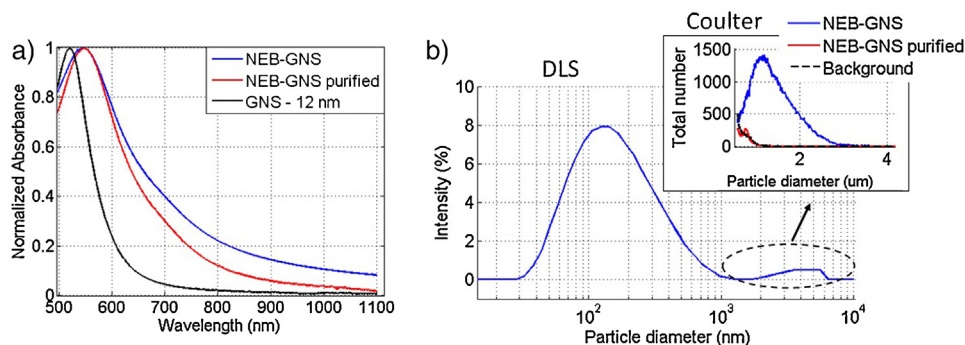 a)
NEB-GNS
NEB-GNS purified
GNS - 12 nm
Normalized Absorbance
1
0.8
0.6
0.4
0.2
0
500 600 700 800 900 1000 1100
Wavelength (nm)
b)
DLS
Intensity (%)
8
6
4
2
0
10² 10³ 10⁴
Particle diameter (nm)
Coulter
NEB-GNS
NEB-GNS purified
Background
Total number
1500
1000
500
0
2 4
Particle diameter (um)